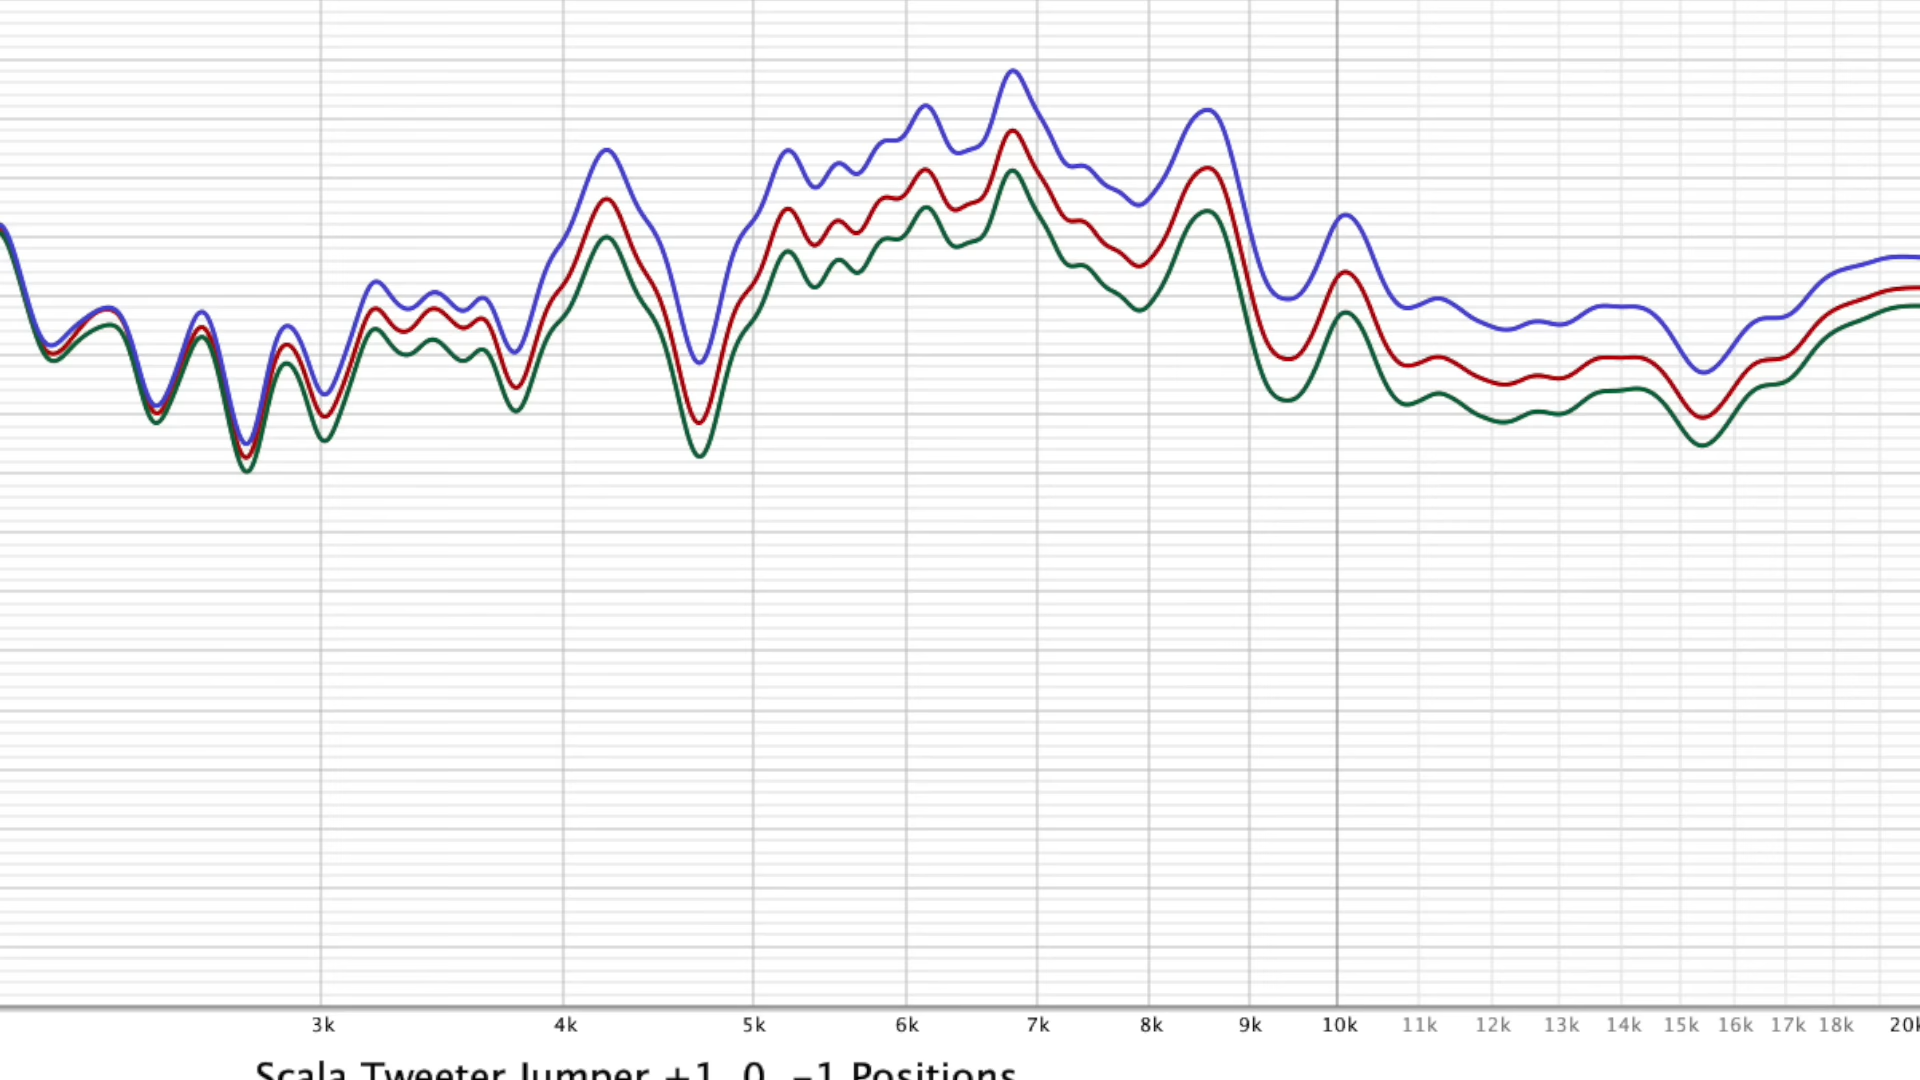 3k 4k 5k 6k 7k 8k 9k 10k 11k 12k 13k 14k 15k 16k 17k 18k 20k
Scala Tweeter Jumper +1, 0, -1 Positions